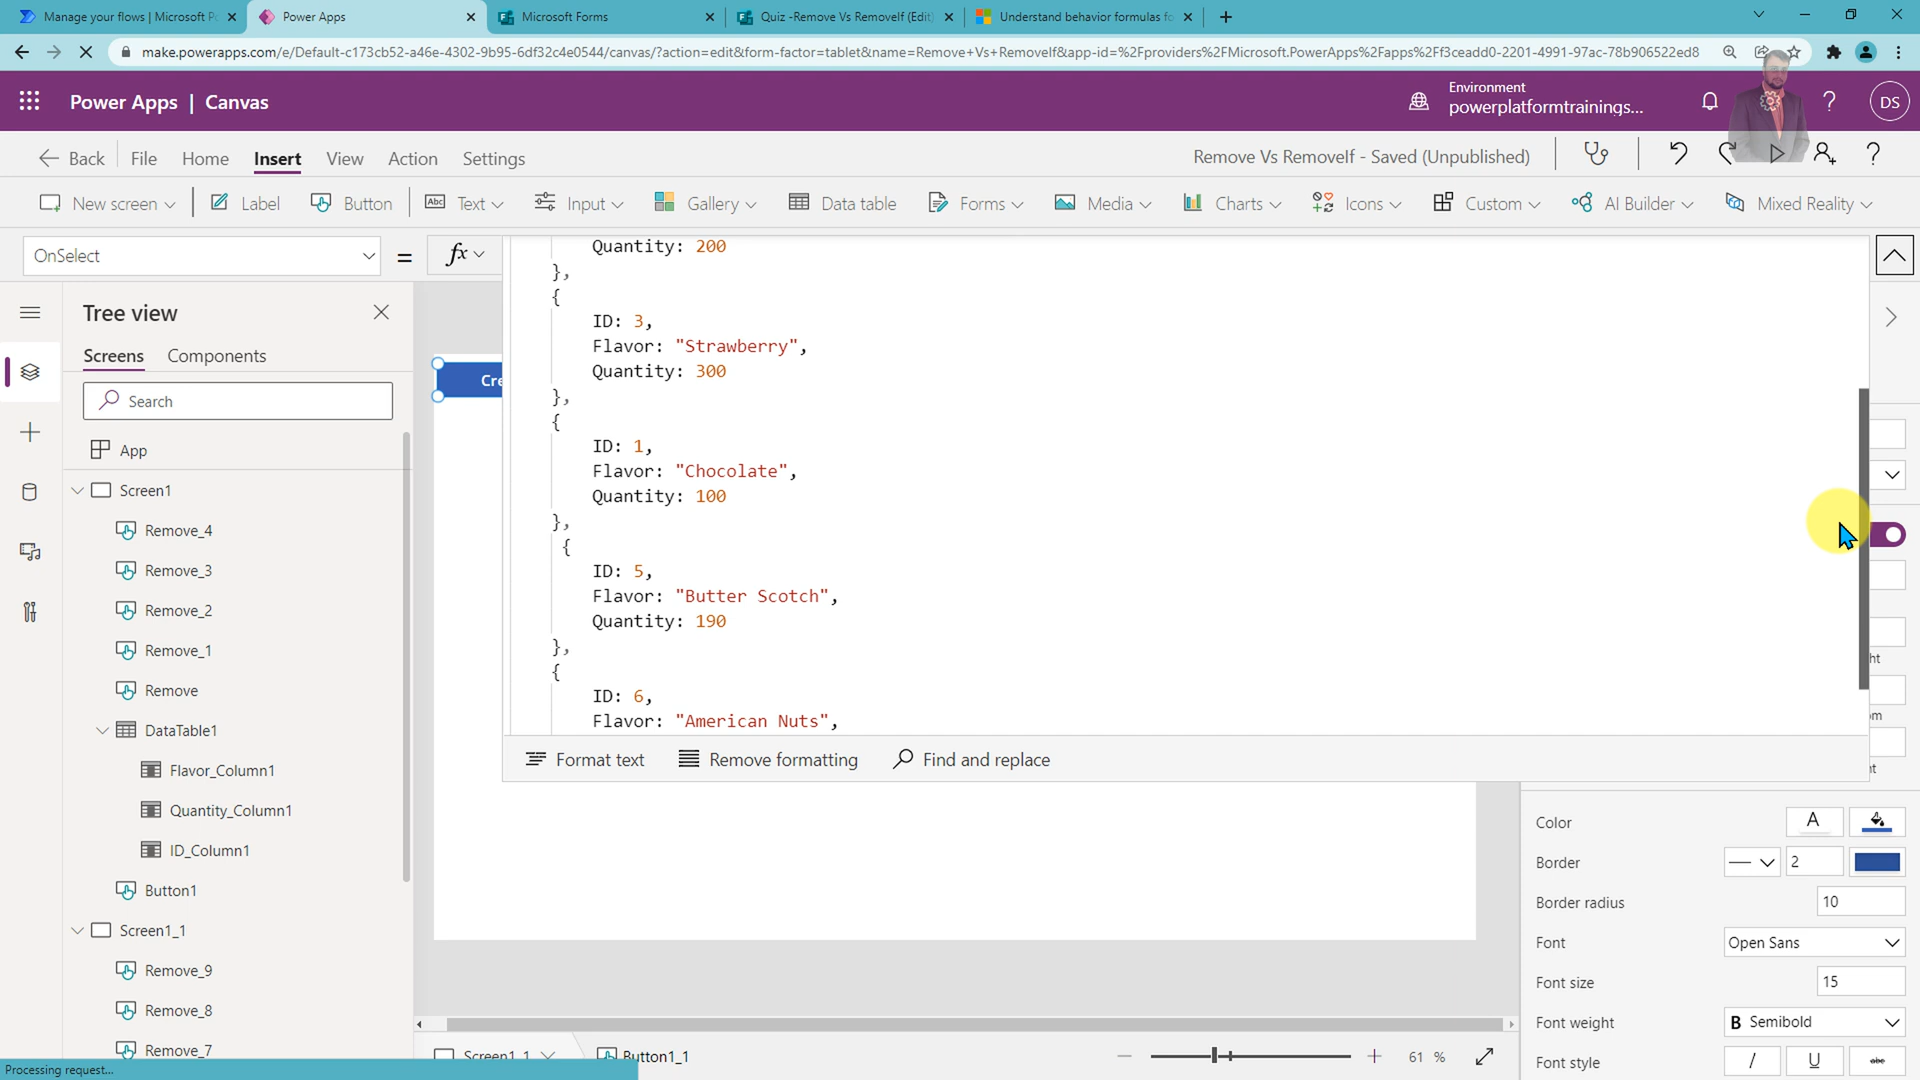 Manage your flows | Microsoft Po
Power Apps
Microsoft Forms
Quiz -Remove Vs RemoveIf (Edit)
Understand behavior formulas fo
make.powerapps.com/e/Default-c173cb52-a46e-4302-9b95-6df32c4e0544/canvas/?action=edit&form-factor=tablet&name=Remove+Vs+RemoveIf&app-id=%2Fproviders%2FMicrosoft.PowerApps%2Fapps%2Ff3ceadd0-2201-4991-97ac-78b906522ed8
Power Apps | Canvas
Environment
powerplatformtrainings...
DS
Back File Home Insert View Action Settings
Remove Vs RemoveIf - Saved (Unpublished)
New screen Label Button Text Input Gallery Data table Forms Media Charts Icons Custom AI Builder Mixed Reality
OnSelect = fx
Quantity: 200
},
{
ID: 3,
Flavor: "Strawberry",
Quantity: 300
},
{
ID: 1,
Flavor: "Chocolate",
Quantity: 100
},
{
ID: 5,
Flavor: "Butter Scotch",
Quantity: 190
},
{
ID: 6,
Flavor: "American Nuts",
Format text Remove formatting Find and replace
Tree view
Screens Components
Search
App
Screen1
Remove_4
Remove_3
Remove_2
Remove_1
Remove
DataTable1
Flavor_Column1
Quantity_Column1
ID_Column1
Button1
Screen1_1
Remove_9
Remove_8
Remove_7
Cre
ht
om
t
Color A
Border 2
Border radius 10
Font Open Sans
Font size 15
Font weight B Semibold
Font style / U abc
Screen1_1 Button1_1
61 %
Processing request...